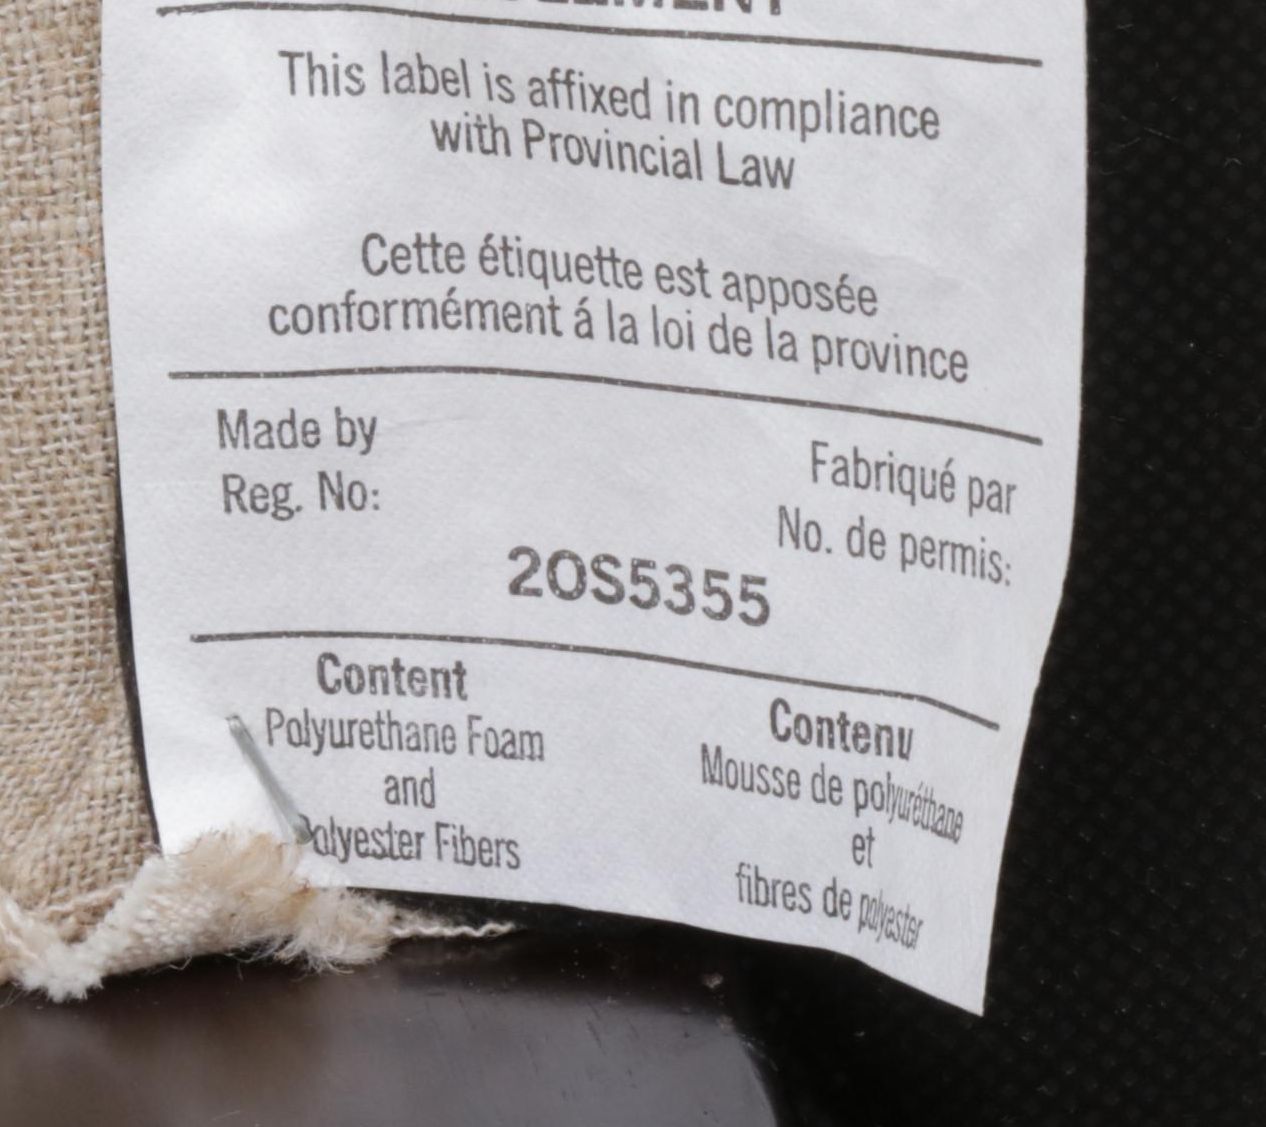 This label is affixed in compliance
with Provincial Law
Cette étiquette est apposée
conformément á la loi de la province
Made by
Reg. No:
Fabriqué par
No. de permis:
2OS5355
Content
Polyurethane Foam
and
Polyester Fibers
Contenu
Mousse de polyuréthane
et
fibres de polyester